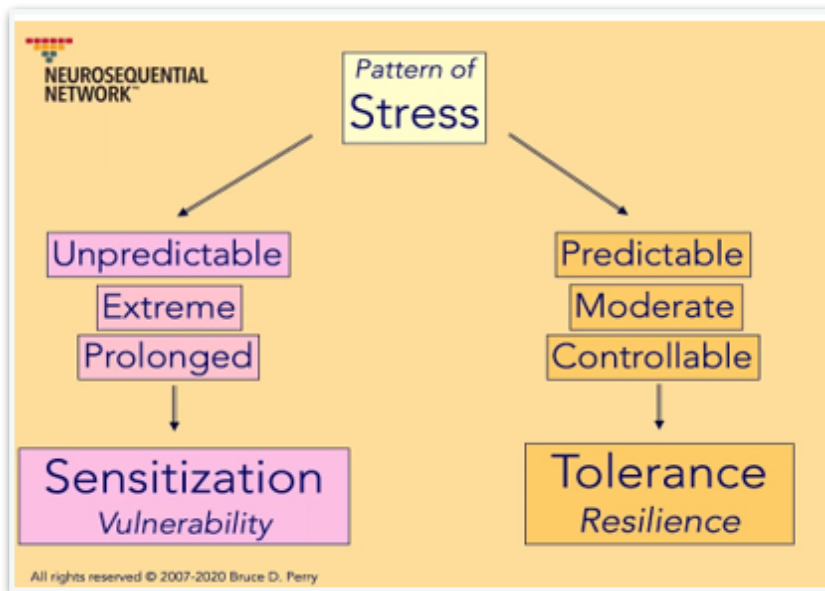 NEUROSEQUENTIAL
NETWORK™
Pattern of
Stress
Unpredictable
Extreme
Prolonged
Sensitization
Vulnerability
Predictable
Moderate
Controllable
Tolerance
Resilience
All rights reserved © 2007-2020 Bruce D. Perry